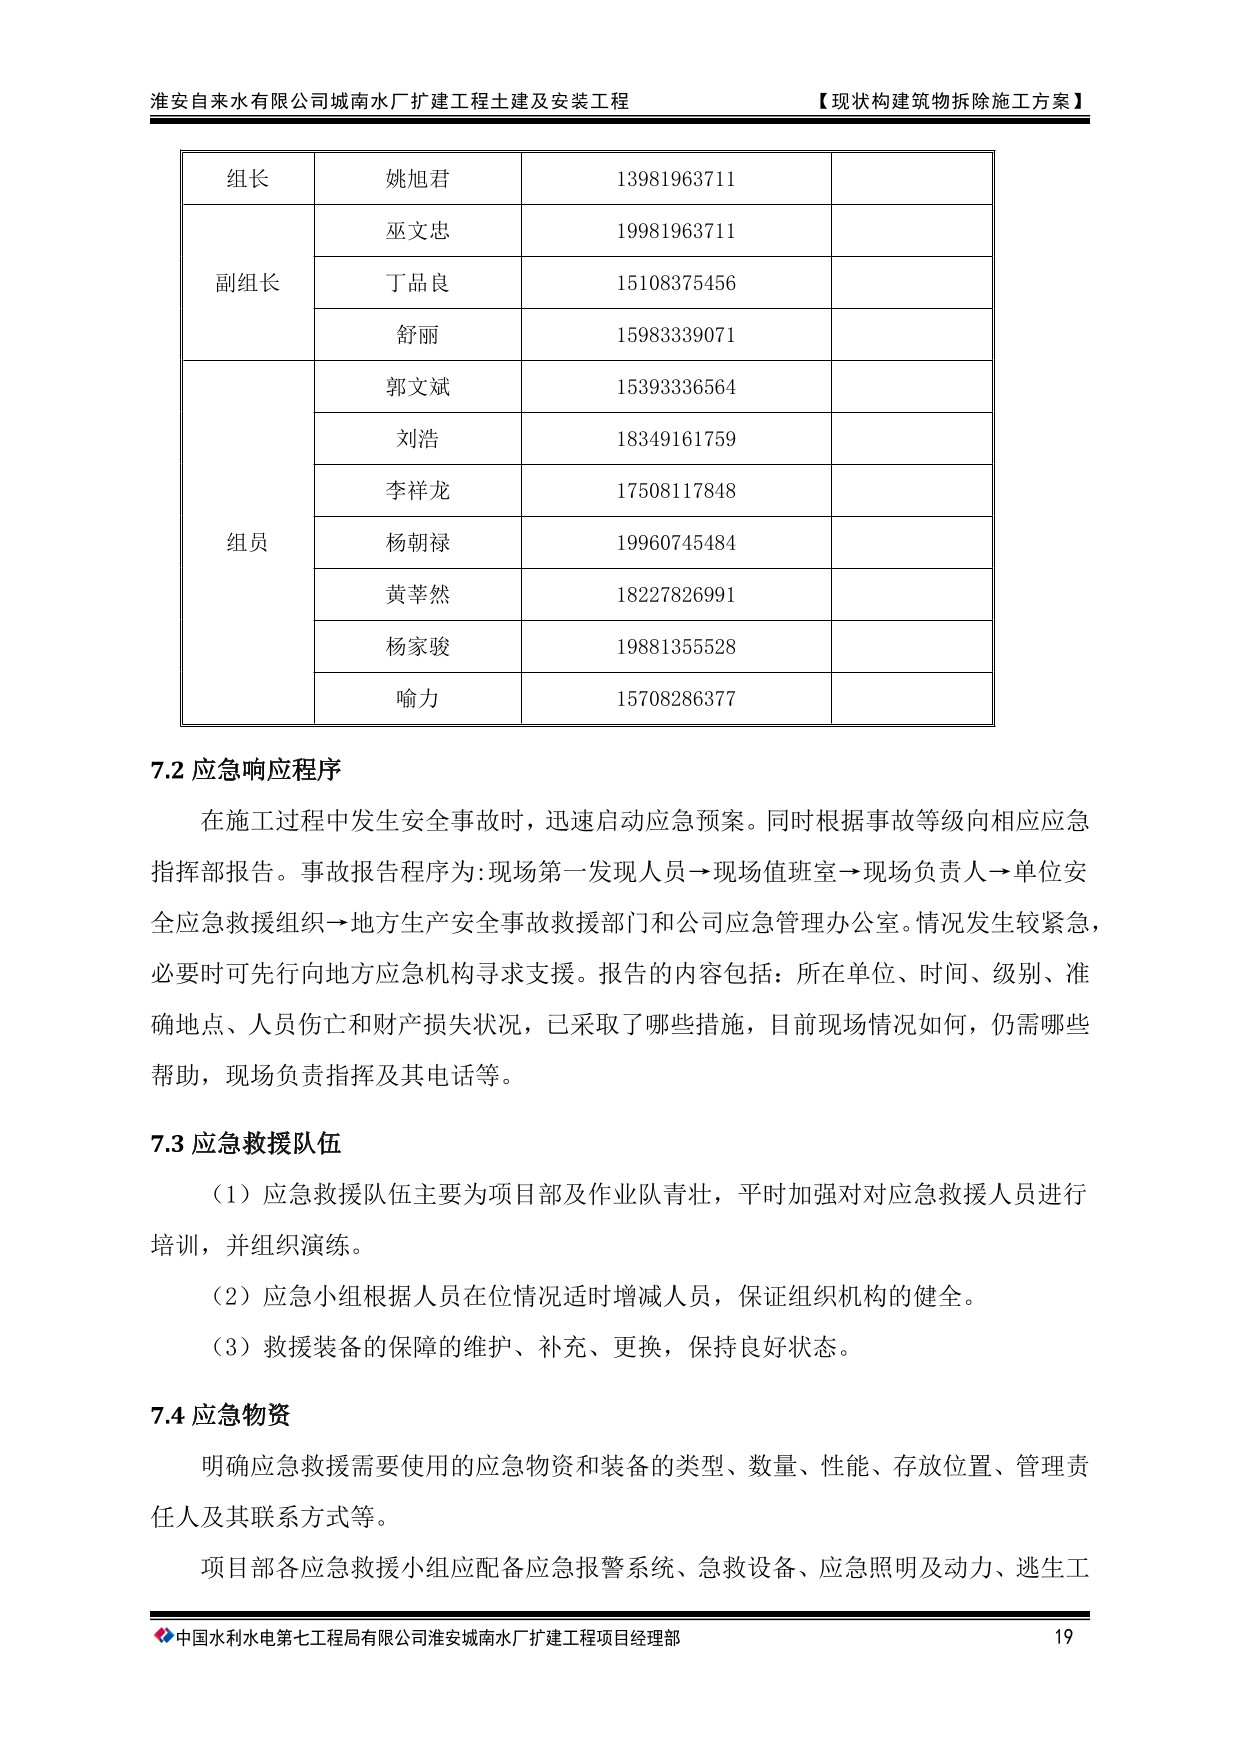 淮安自来水有限公司城南水厂扩建工程土建及安装工程 【现状构建筑物拆除施工方案】
组长 姚旭君 13981963711
副组长 巫文忠 19981963711
丁品良 15108375456
舒丽 15983339071
组员 郭文斌 15393336564
刘浩 18349161759
李祥龙 17508117848
杨朝禄 19960745484
黄莘然 18227826991
杨家骏 19881355528
喻力 15708286377
7.2 应急响应程序
在施工过程中发生安全事故时，迅速启动应急预案。同时根据事故等级向相应应急
指挥部报告。事故报告程序为:现场第一发现人员→现场值班室→现场负责人→单位安
全应急救援组织→地方生产安全事故救援部门和公司应急管理办公室。情况发生较紧急，
必要时可先行向地方应急机构寻求支援。报告的内容包括：所在单位、时间、级别、准
确地点、人员伤亡和财产损失状况，已采取了哪些措施，目前现场情况如何，仍需哪些
帮助，现场负责指挥及其电话等。
7.3 应急救援队伍
（1）应急救援队伍主要为项目部及作业队青壮，平时加强对对应急救援人员进行
培训，并组织演练。
（2）应急小组根据人员在位情况适时增减人员，保证组织机构的健全。
（3）救援装备的保障的维护、补充、更换，保持良好状态。
7.4 应急物资
明确应急救援需要使用的应急物资和装备的类型、数量、性能、存放位置、管理责
任人及其联系方式等。
项目部各应急救援小组应配备应急报警系统、急救设备、应急照明及动力、逃生工
中国水利水电第七工程局有限公司淮安城南水厂扩建工程项目经理部 19